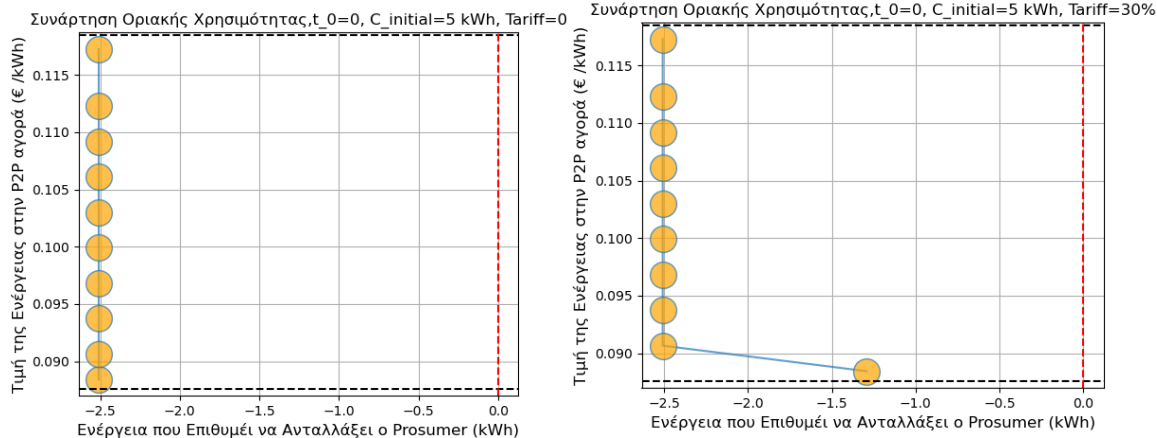 Συνάρτηση Οριακής Χρησιμότητας,t_0=0, C_initial=5 kWh, Tariff=0
Τιμή της Ενέργειας στην P2P αγορά (€ /kWh)
0.115
0.110
0.105
0.100
0.095
0.090
−2.5 −2.0 −1.5 −1.0 −0.5 0.0
Ενέργεια που Επιθυμέι να Ανταλλάξει ο Prosumer (kWh)
Συνάρτηση Οριακής Χρησιμότητας,t_0=0, C_initial=5 kWh, Tariff=30%
Τιμή της Ενέργειας στην P2P αγορά (€ /kWh)
0.115
0.110
0.105
0.100
0.095
0.090
−2.5 −2.0 −1.5 −1.0 −0.5 0.0
Ενέργεια που Επιθυμέι να Ανταλλάξει ο Prosumer (kWh)